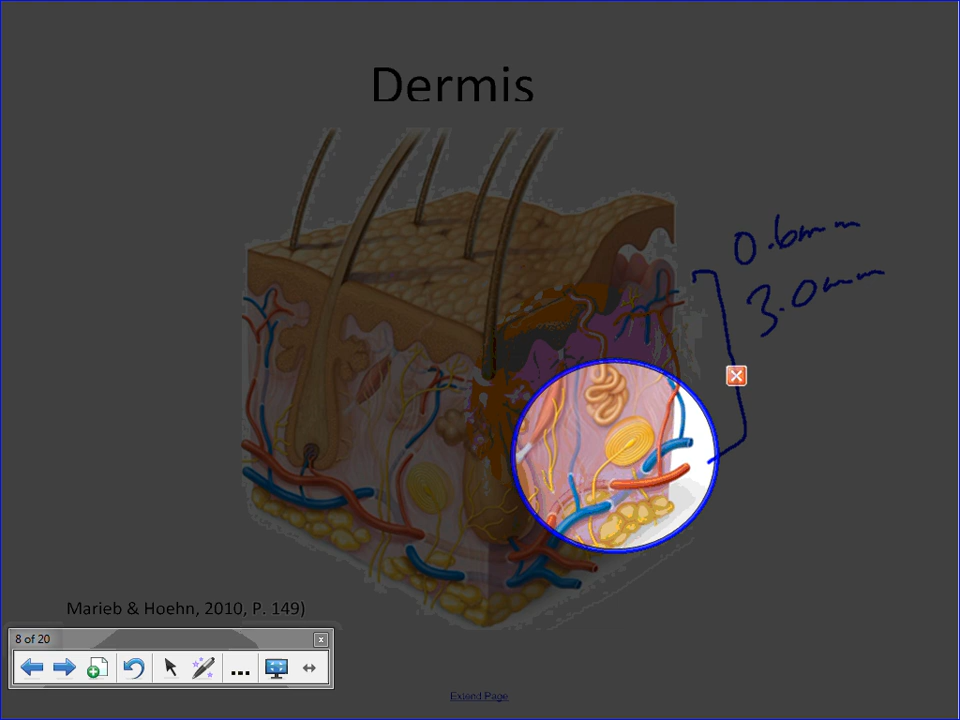 Dermis
0.6mm
3.0mm
Marieb & Hoehn, 2010, P. 149)
8 of 20
Extend Page